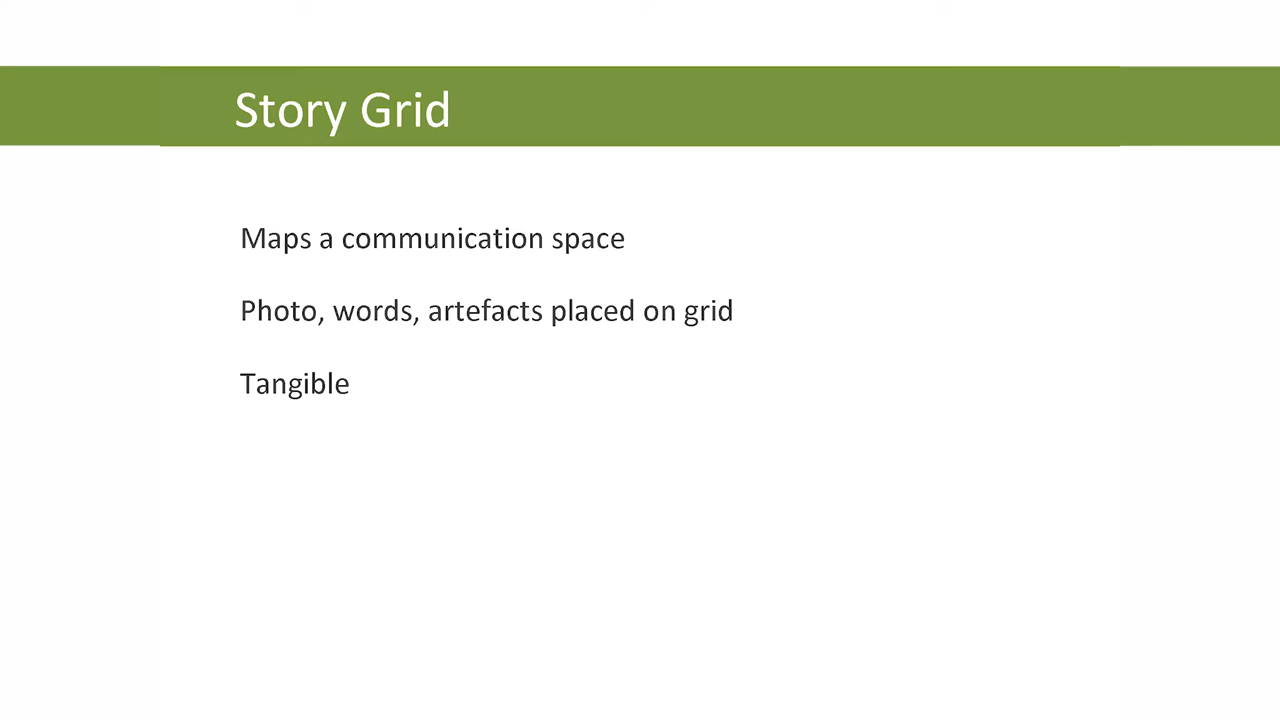 Story Grid
Maps a communication space
Photo, words, artefacts placed on grid
Tangible